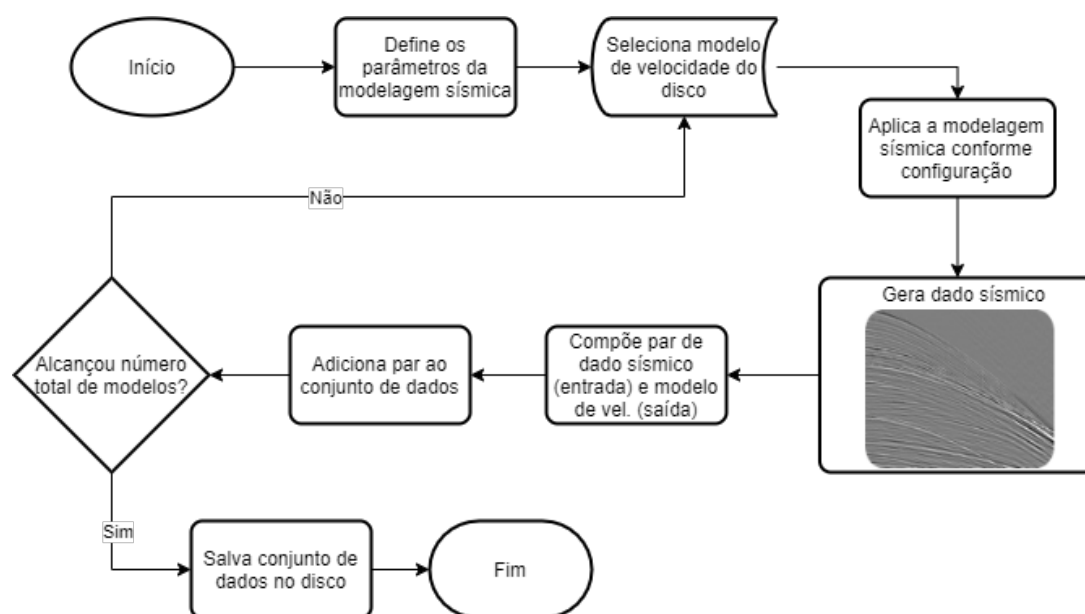 Início
Define os
parâmetros da
modelagem sísmica
Seleciona modelo
de velocidade do
disco
Aplica a modelagem
sísmica conforme
configuração
Gera dado sísmico
Compõe par de
dado sísmico
(entrada) e modelo
de vel. (saída)
Adiciona par ao
conjunto de dados
Alcançou número
total de modelos?
Não
Sim
Salva conjunto de
dados no disco
Fim